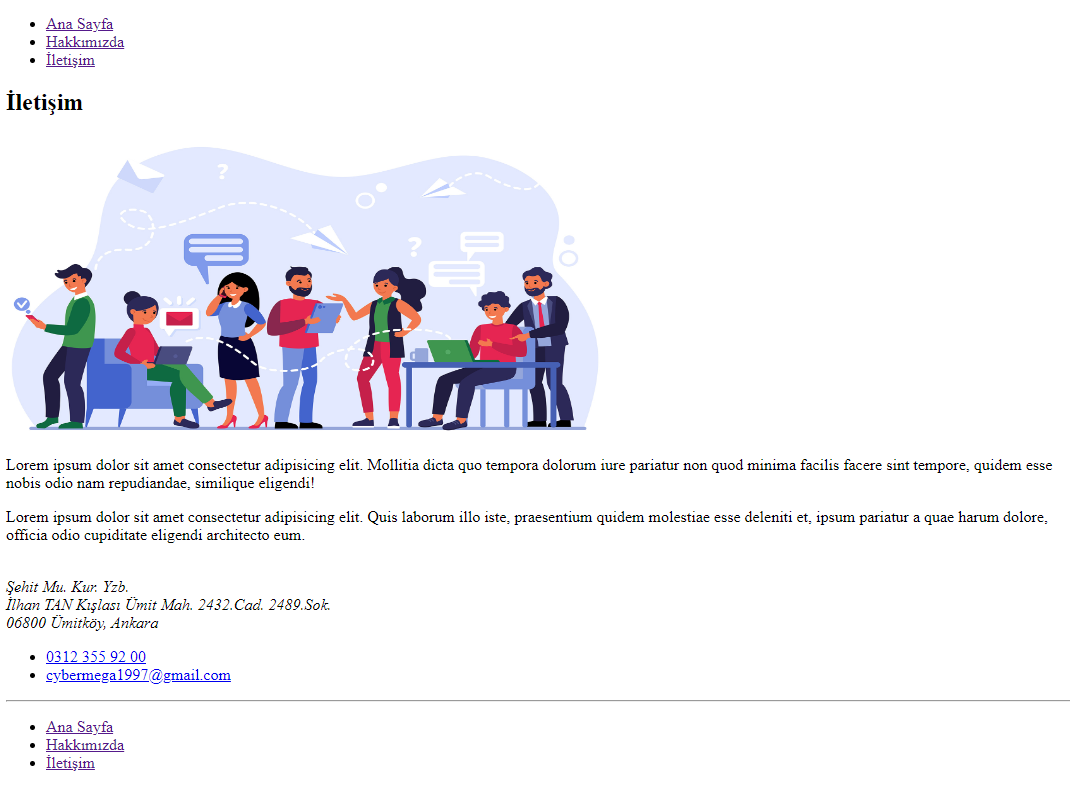 Ana Sayfa
Hakkımızda
İletişim
İletişim
?
?
Lorem ipsum dolor sit amet consectetur adipisicing elit. Mollitia dicta quo tempora dolorum iure pariatur non quod minima facilis facere sint tempore, quidem esse
nobis odio nam repudiandae, similique eligendi!
Lorem ipsum dolor sit amet consectetur adipisicing elit. Quis laborum illo iste, praesentium quidem molestiae esse deleniti et, ipsum pariatur a quae harum dolore,
officia odio cupiditate eligendi architecto eum.
Şehit Mu. Kur. Yzb.
İlhan TAN Kışlası Ümit Mah. 2432.Cad. 2489.Sok.
06800 Ümitköy, Ankara
0312 355 92 00
cybermega1997@gmail.com
Ana Sayfa
Hakkımızda
İletişim